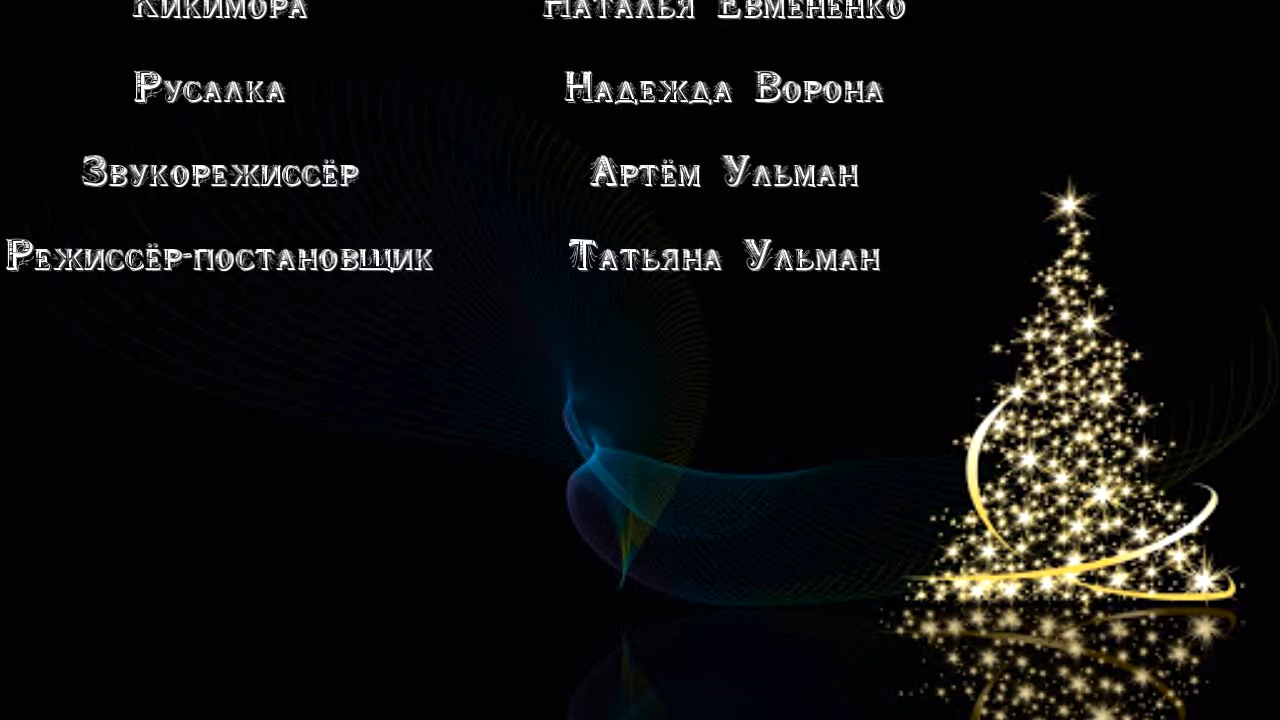 Кикимора Наталья Евмененко
Русалка Надежда Ворона
Звукорежиссёр Артём Ульман
Режиссёр-постановщик Татьяна Ульман